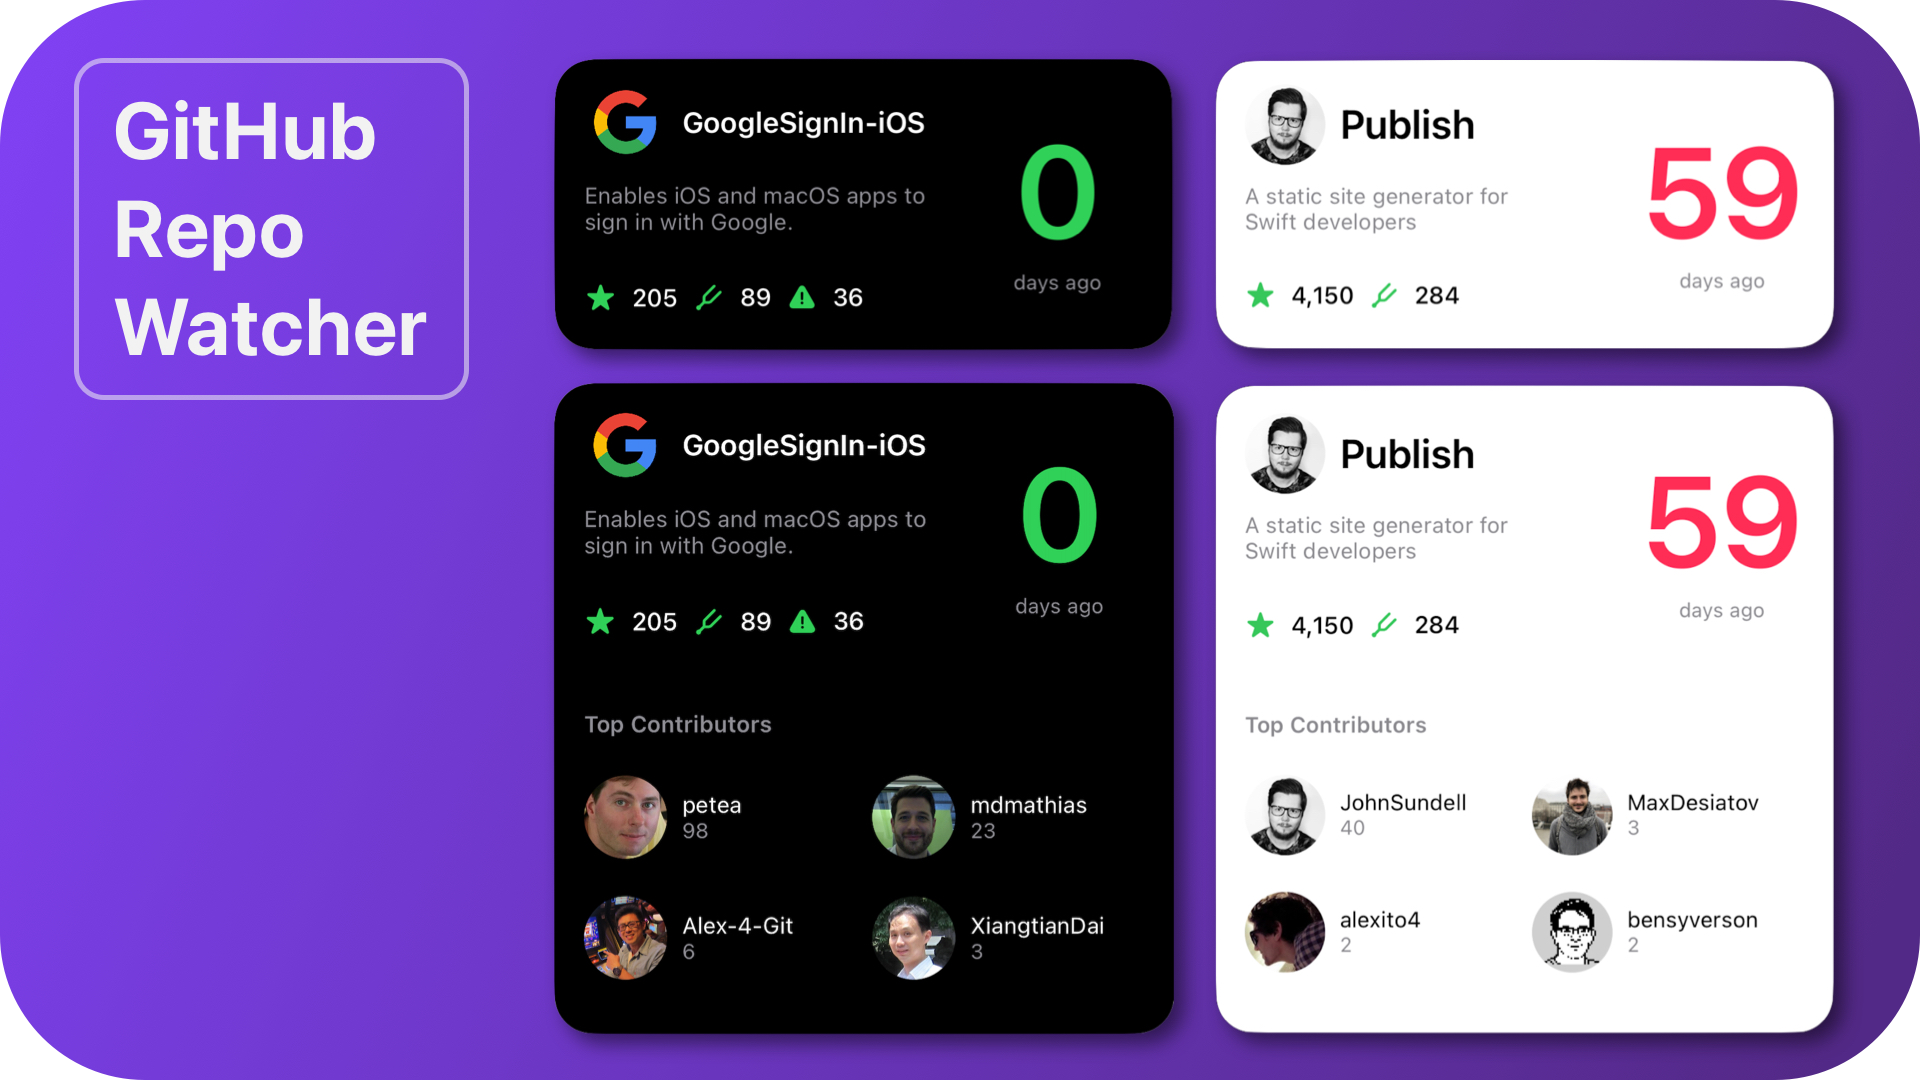 GitHub
Repo
Watcher
GoogleSignIn-iOS
Enables iOS and macOS apps to
sign in with Google.
205 89 36
0
days ago
Publish
A static site generator for
Swift developers
4,150 284
59
days ago
GoogleSignIn-iOS
Enables iOS and macOS apps to
sign in with Google.
205 89 36
0
days ago
Top Contributors
petea
98
mdmathias
23
Alex-4-Git
6
XiangtianDai
3
Publish
A static site generator for
Swift developers
4,150 284
59
days ago
Top Contributors
JohnSundell
40
MaxDesiatov
3
alexito4
2
bensyverson
2